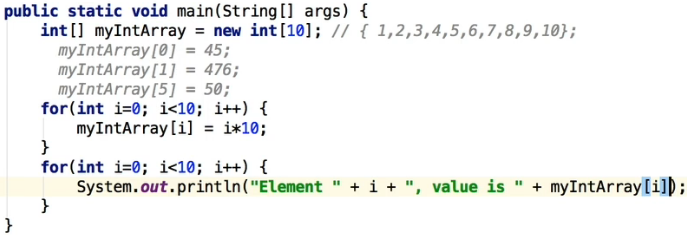 public static void main(String[] args) {
    int[] myIntArray = new int[10]; // { 1,2,3,4,5,6,7,8,9,10};
      myIntArray[0] = 45;
      myIntArray[1] = 476;
      myIntArray[5] = 50;
    for(int i=0; i<10; i++) {
        myIntArray[i] = i*10;
    }
    for(int i=0; i<10; i++) {
        System.out.println("Element " + i + ", value is " + myIntArray[i]);
    }
}